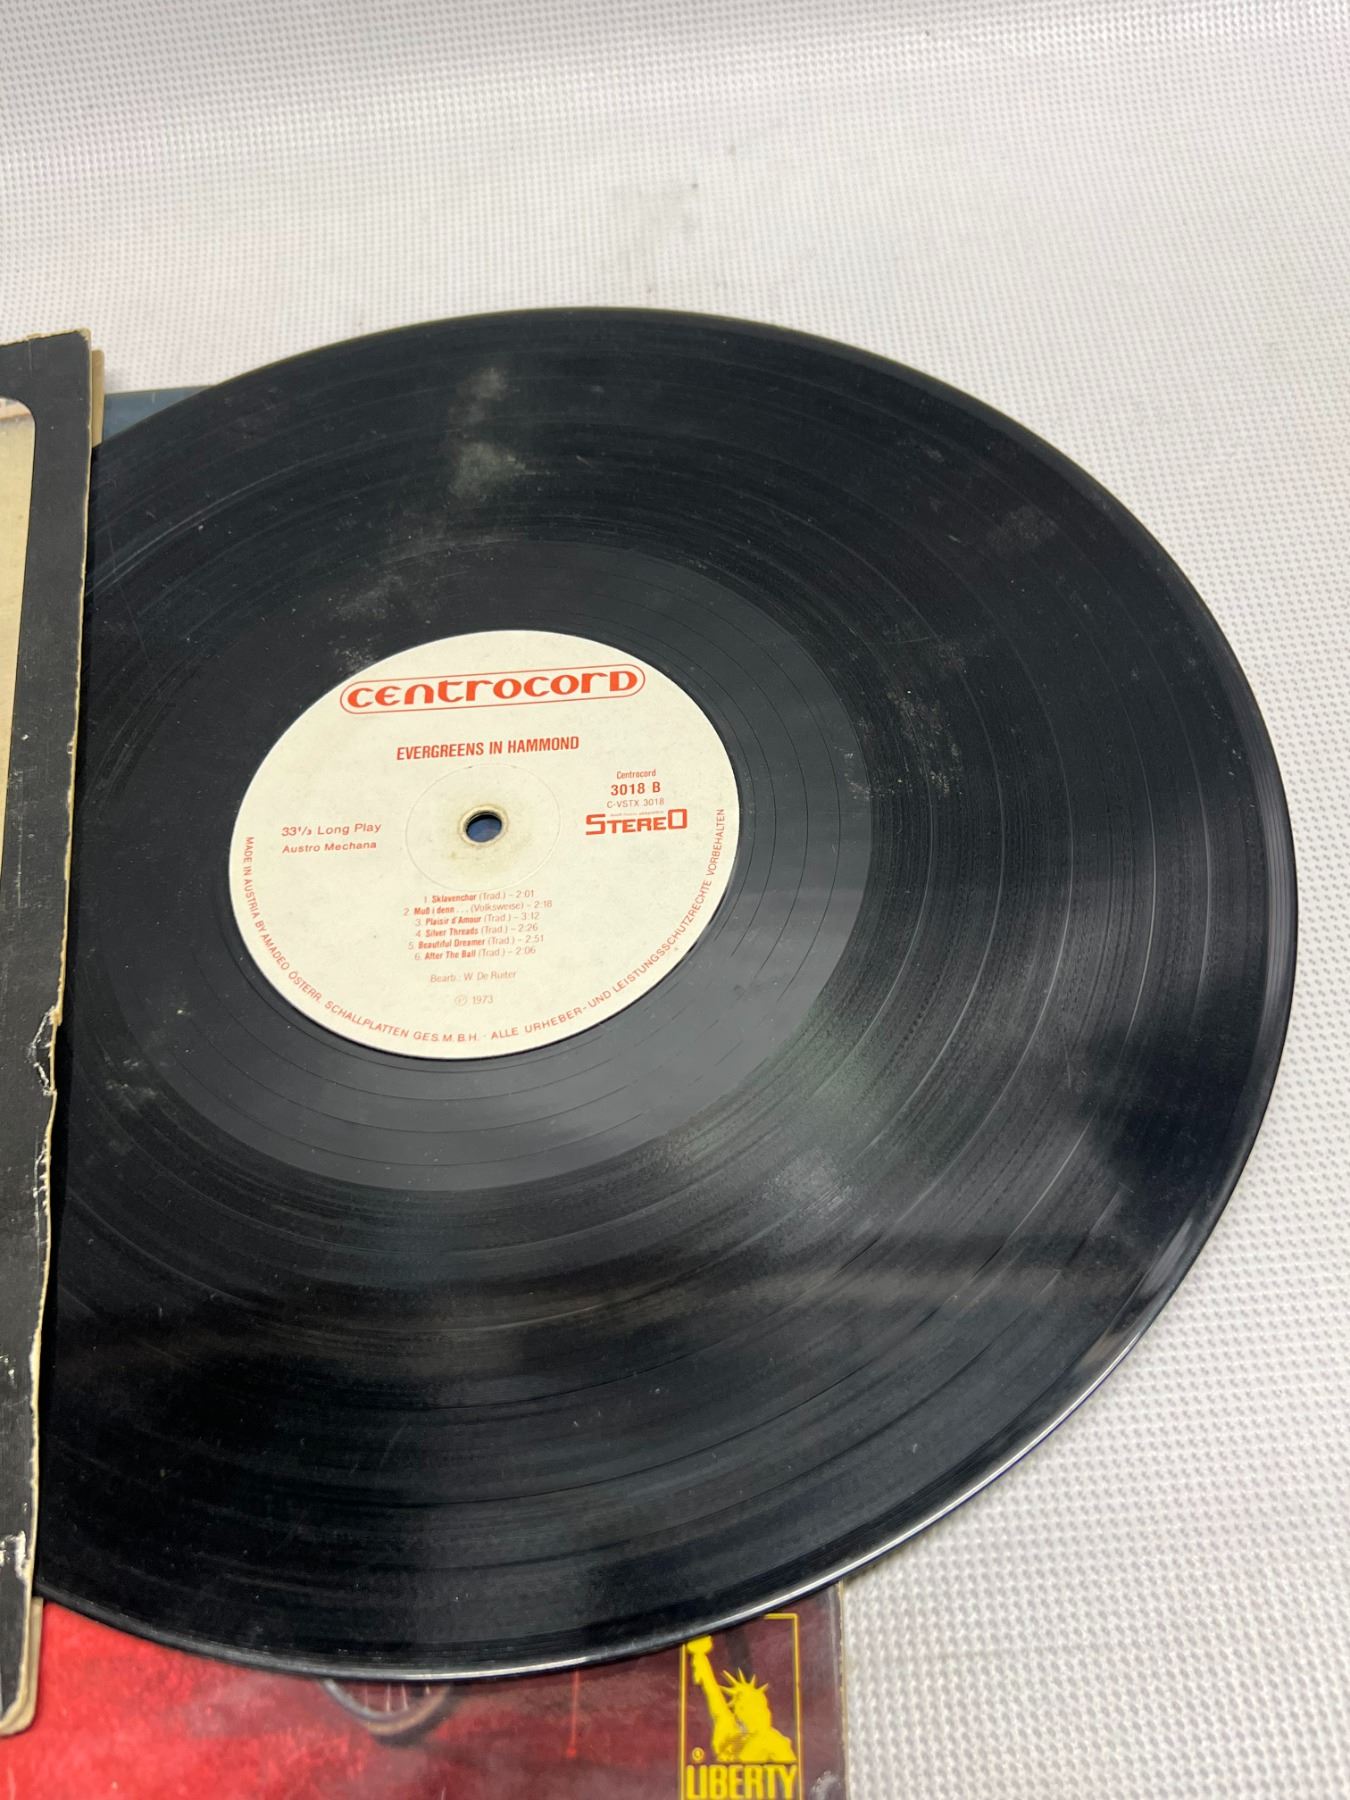 centrocord
EVERGREENS IN HAMMOND
Centrocord
3018 B
C-VSTX 3018
STEREO
33⅓ Long Play
Austro Mechana
1. Sklavenchor (Trad.) – 2:01
2. Muß i denn . . . (Volksweise) – 2:18
3. Plaisir d'Amour (Trad.) – 3:12
4. Silver Threads (Trad.) – 2:26
5. Beautiful Dreamer (Trad.) – 2:51
6. After The Ball (Trad.) – 2:06
Bearb.: W. De Ruiter
Ⓟ 1973
MADE IN AUSTRIA BY AMADEO ÖSTERR. SCHALLPLATTEN GES.M.B.H. · ALLE URHEBER- UND LEISTUNGSSCHUTZRECHTE VORBEHALTEN
LIBERTY